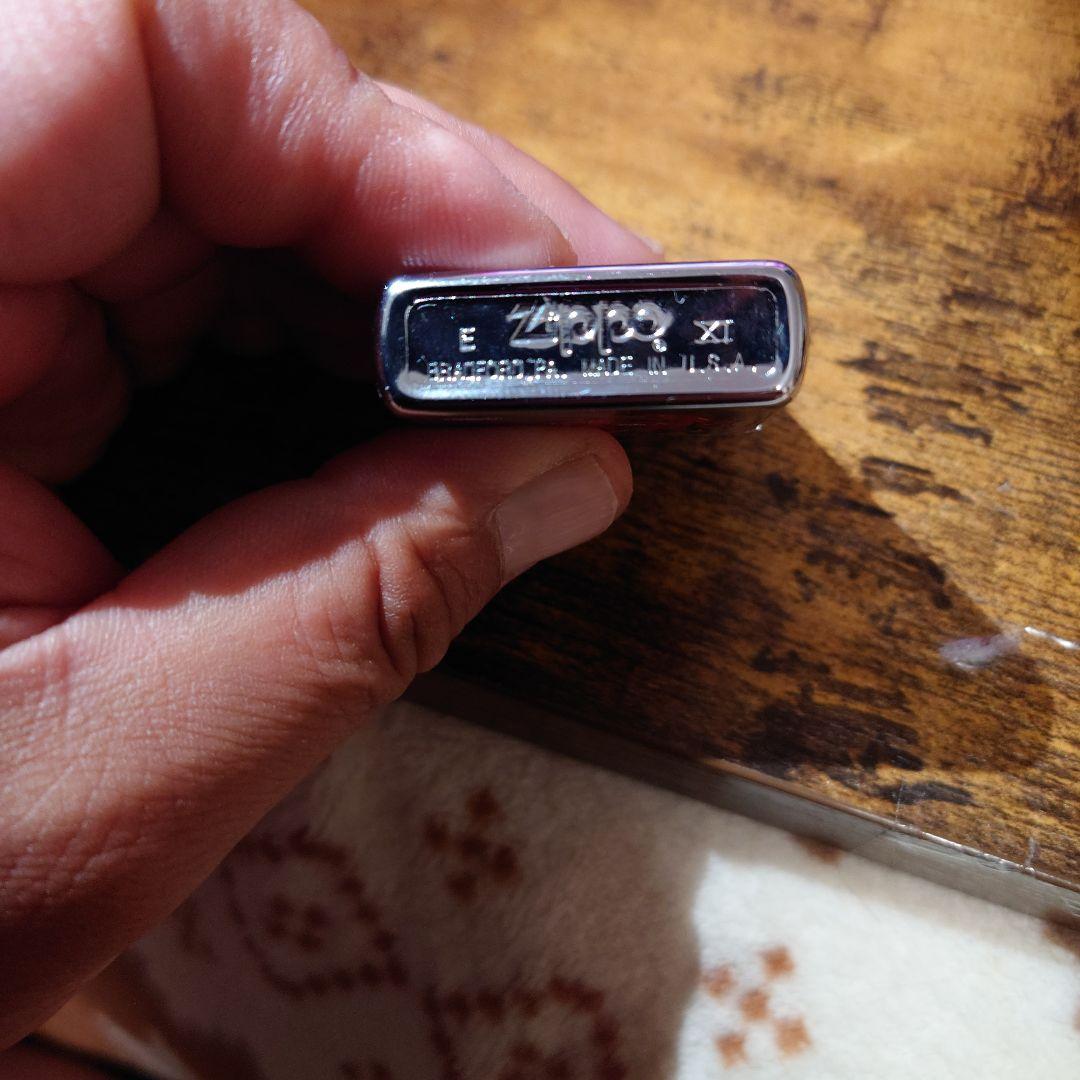 E Zippo XI
BRADFORD, PA. MADE IN U.S.A.